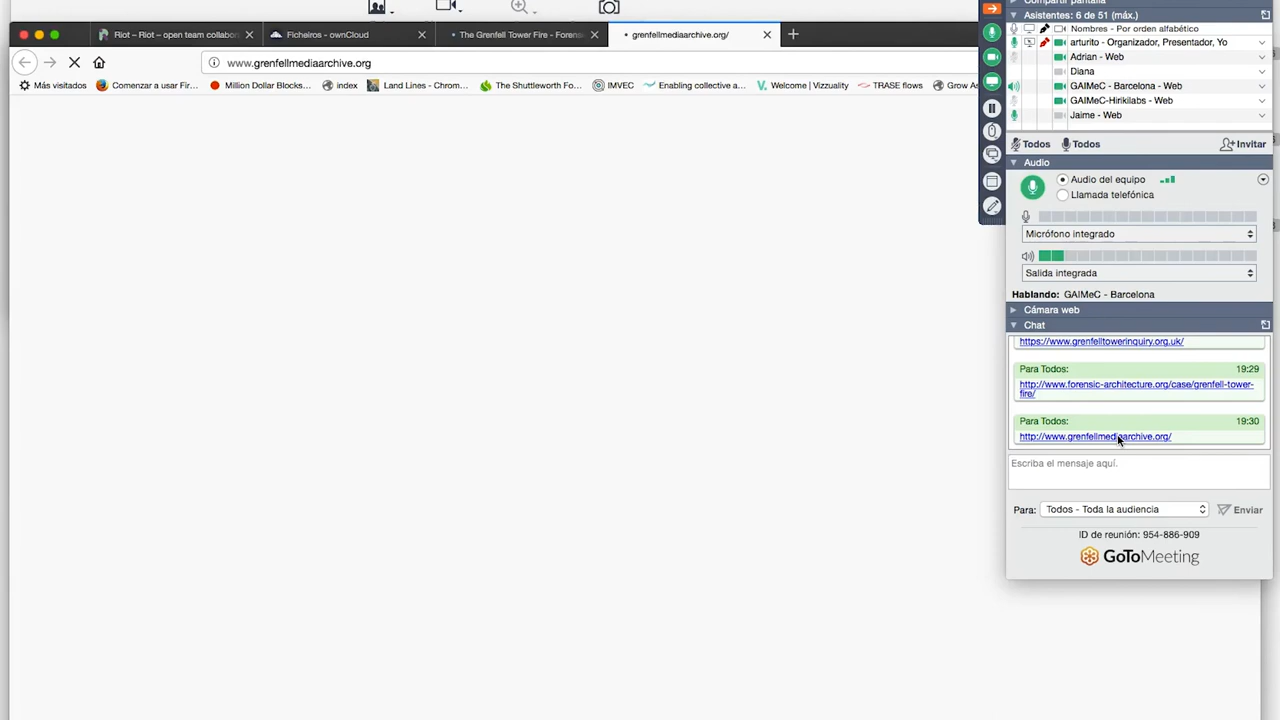 Compartir pantalla
Riot – Riot – open team collabora
Ficheiros - ownCloud
The Grenfell Tower Fire - Forens
grenfellmediaarchive.org/
www.grenfellmediaarchive.org
Más visitados
Comenzar a usar Fir...
Million Dollar Blocks...
index
Land Lines - Chrom...
The Shuttleworth Fo...
IMVEC
Enabling collective a...
Welcome | Vizzuality
TRASE flows
Grow As
Asistentes: 6 de 51 (máx.)
Nombres - Por orden alfabético
arturito - Organizador, Presentador, Yo
Adrian - Web
Diana
GAIMeC - Barcelona - Web
GAIMeC-Hirikilabs - Web
Jaime - Web
Todos
Todos
Invitar
Audio
Audio del equipo
Llamada telefónica
Micrófono integrado
Salida integrada
Hablando: GAIMeC - Barcelona
Cámara web
Chat
https://www.grenfelltowerinquiry.org.uk/
Para Todos: 19:29
http://www.forensic-architecture.org/case/grenfell-tower-
fire/
Para Todos: 19:30
http://www.grenfellmediaarchive.org/
Escriba el mensaje aquí.
Para: Todos - Toda la audiencia
Enviar
ID de reunión: 954-886-909
GoToMeeting